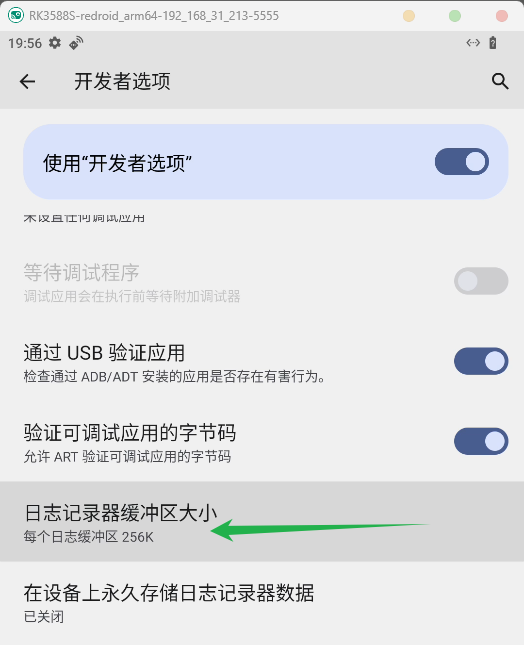 RK3588S-redroid_arm64-192_168_31_213-5555
19:56
开发者选项
使用“开发者选项”
未设置任何调试应用
等待调试程序
调试应用会在执行前等待附加调试器
通过 USB 验证应用
检查通过 ADB/ADT 安装的应用是否存在有害行为。
验证可调试应用的字节码
允许 ART 验证可调试应用的字节码
日志记录器缓冲区大小
每个日志缓冲区 256K
在设备上永久存储日志记录器数据
已关闭